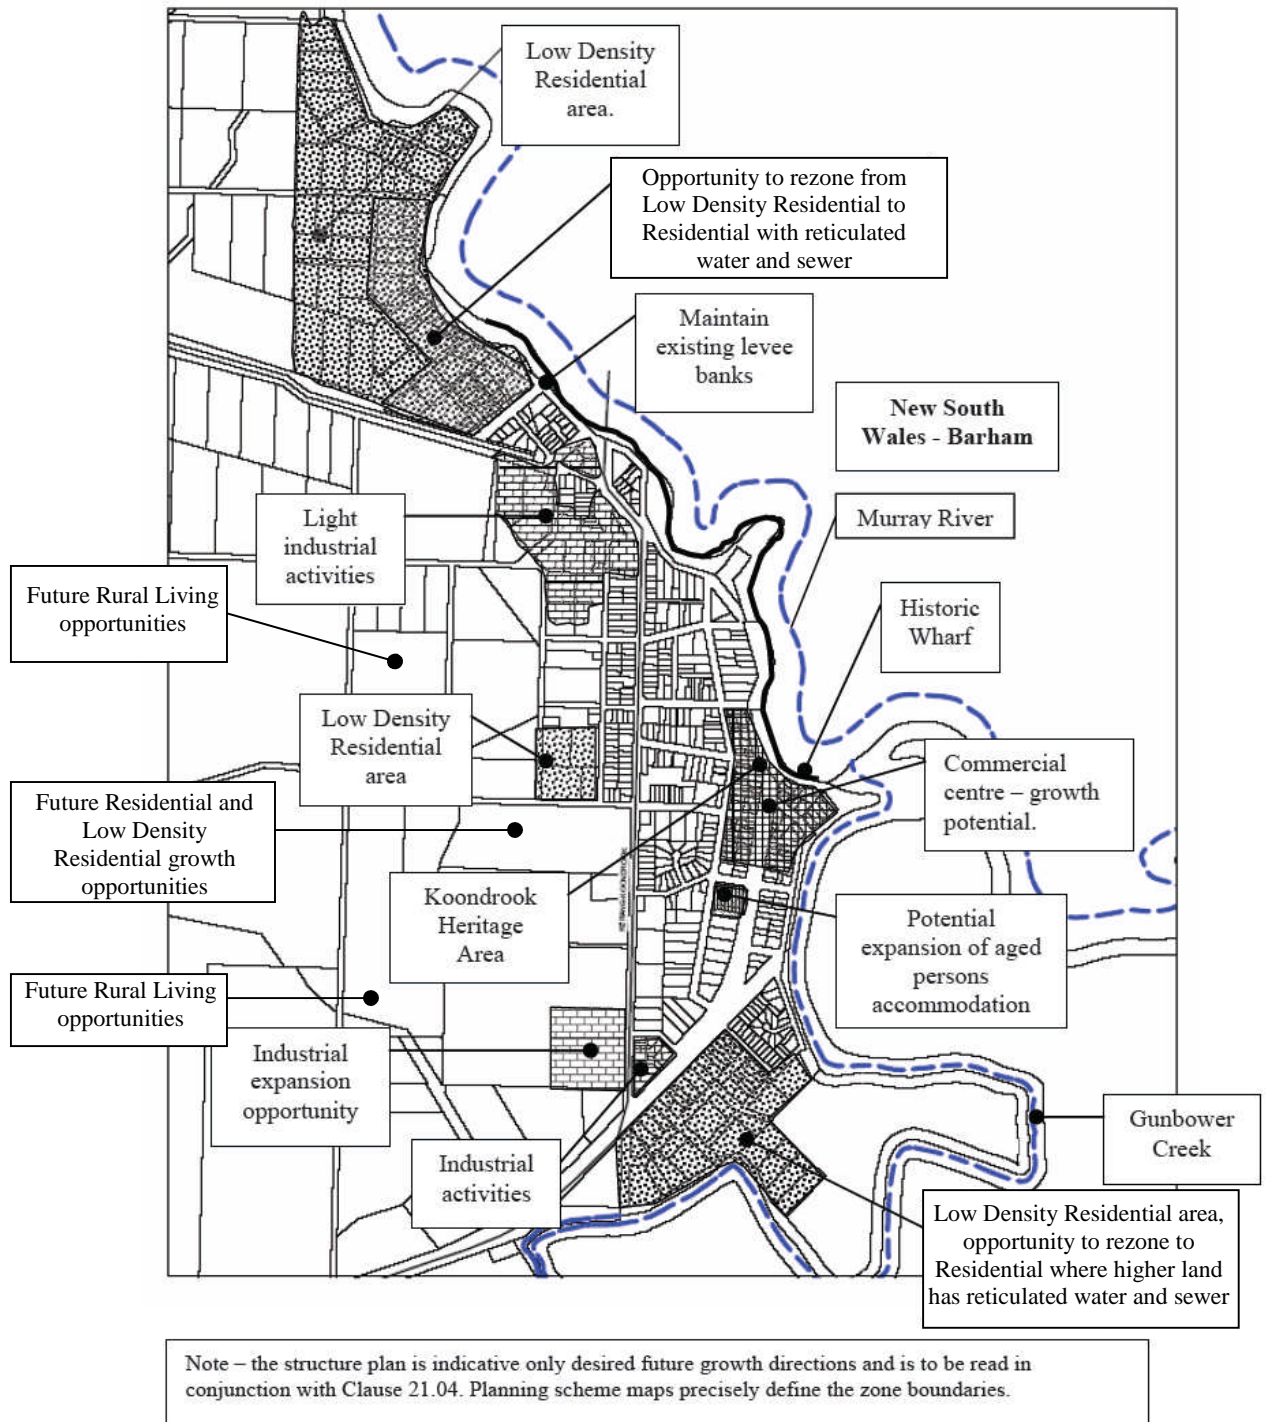 Low Density
Residential
area.
Opportunity to rezone from
Low Density Residential to
Residential with reticulated
water and sewer
Maintain
existing levee
banks
New South
Wales - Barham
Murray River
Light
industrial
activities
Future Rural Living
opportunities
Historic
Wharf
Low Density
Residential
area
Commercial
centre – growth
potential.
Future Residential and
Low Density
Residential growth
opportunities
Koondrook
Heritage
Area
Potential
expansion of aged
persons
accommodation
Future Rural Living
opportunities
Industrial
expansion
opportunity
Gunbower
Creek
Industrial
activities
Low Density Residential area,
opportunity to rezone to
Residential where higher land
has reticulated water and sewer
Note – the structure plan is indicative only desired future growth directions and is to be read in
conjunction with Clause 21.04. Planning scheme maps precisely define the zone boundaries.